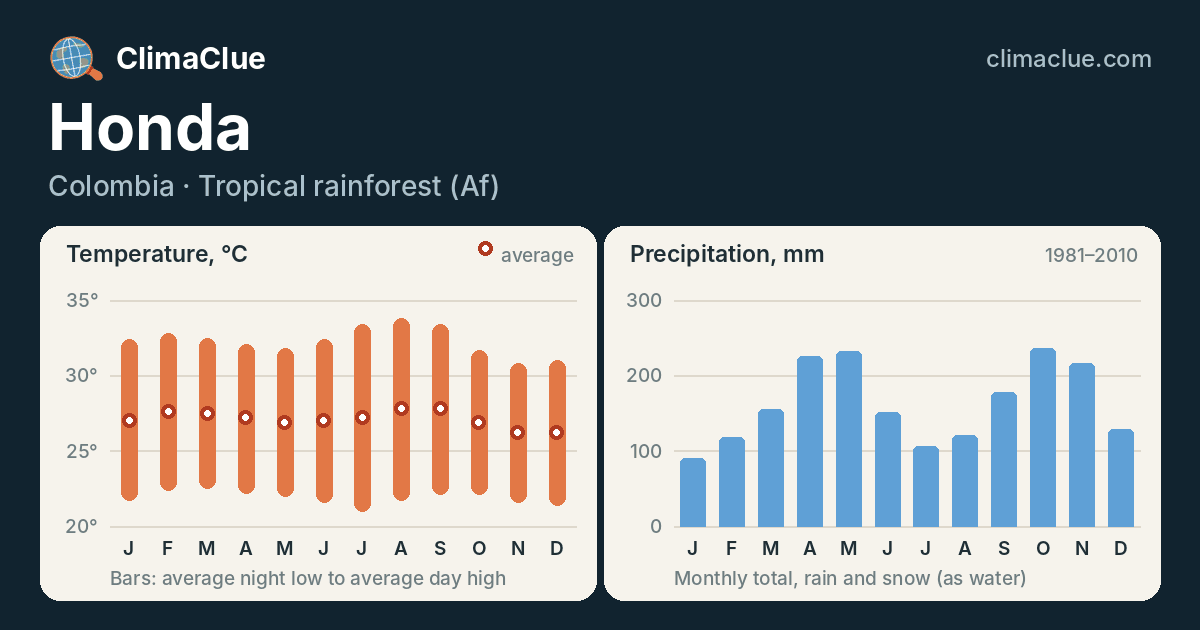 ClimaClue
climaclue.com
Honda
Colombia · Tropical rainforest (Af)
Temperature, °C
average
35°
30°
25°
20°
J F M A M J J A S O N D
Bars: average night low to average day high
Precipitation, mm
1981–2010
300
200
100
0
J F M A M J J A S O N D
Monthly total, rain and snow (as water)